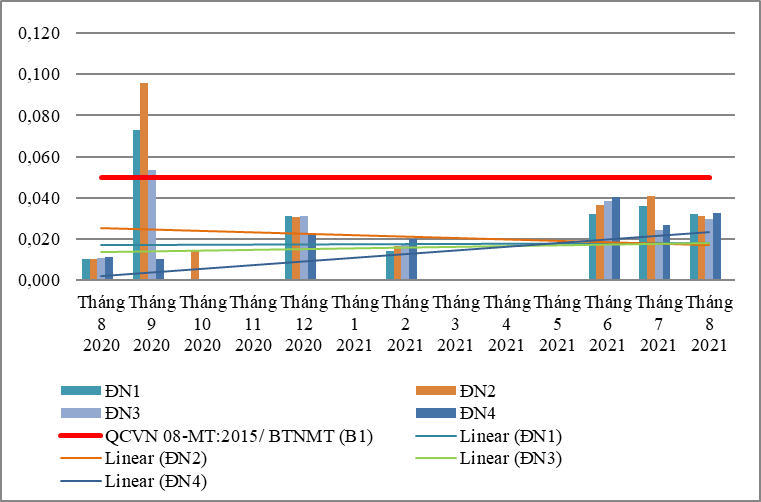 0,120
0,100
0,080
0,060
0,040
0,020
0,000
Tháng Tháng Tháng Tháng Tháng Tháng Tháng Tháng Tháng Tháng Tháng Tháng Tháng
8 9 10 11 12 1 2 3 4 5 6 7 8
2020 2020 2020 2020 2020 2021 2021 2021 2021 2021 2021 2021 2021
ĐN1 ĐN2
ĐN3 ĐN4
QCVN 08-MT:2015/ BTNMT (B1) Linear (ĐN1)
Linear (ĐN2) Linear (ĐN3)
Linear (ĐN4)